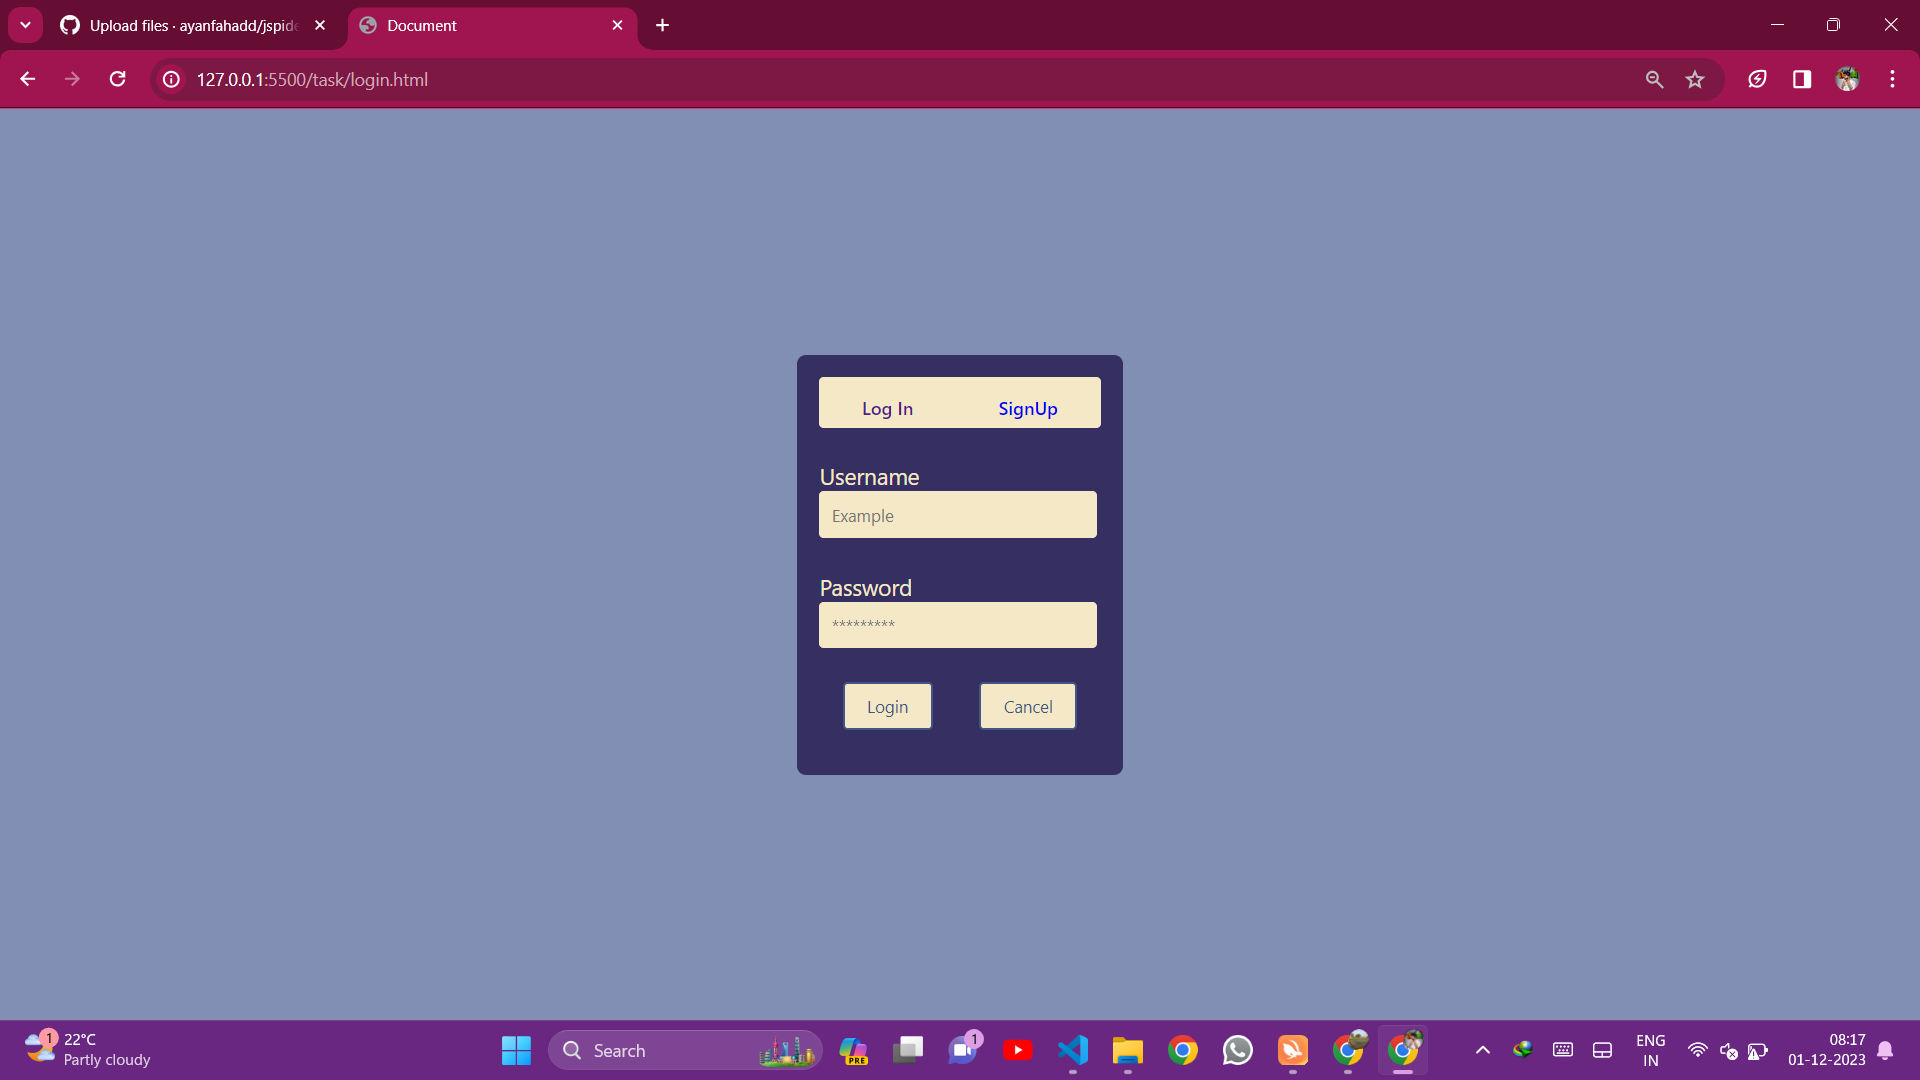 Upload files · ayanfahadd/jspide
Document
127.0.0.1:5500/task/login.html
Log In
SignUp
Username
Example
Password
*********
Login
Cancel
1
22°C
Partly cloudy
Search
PRE
1
ENG
IN
08:17
01-12-2023